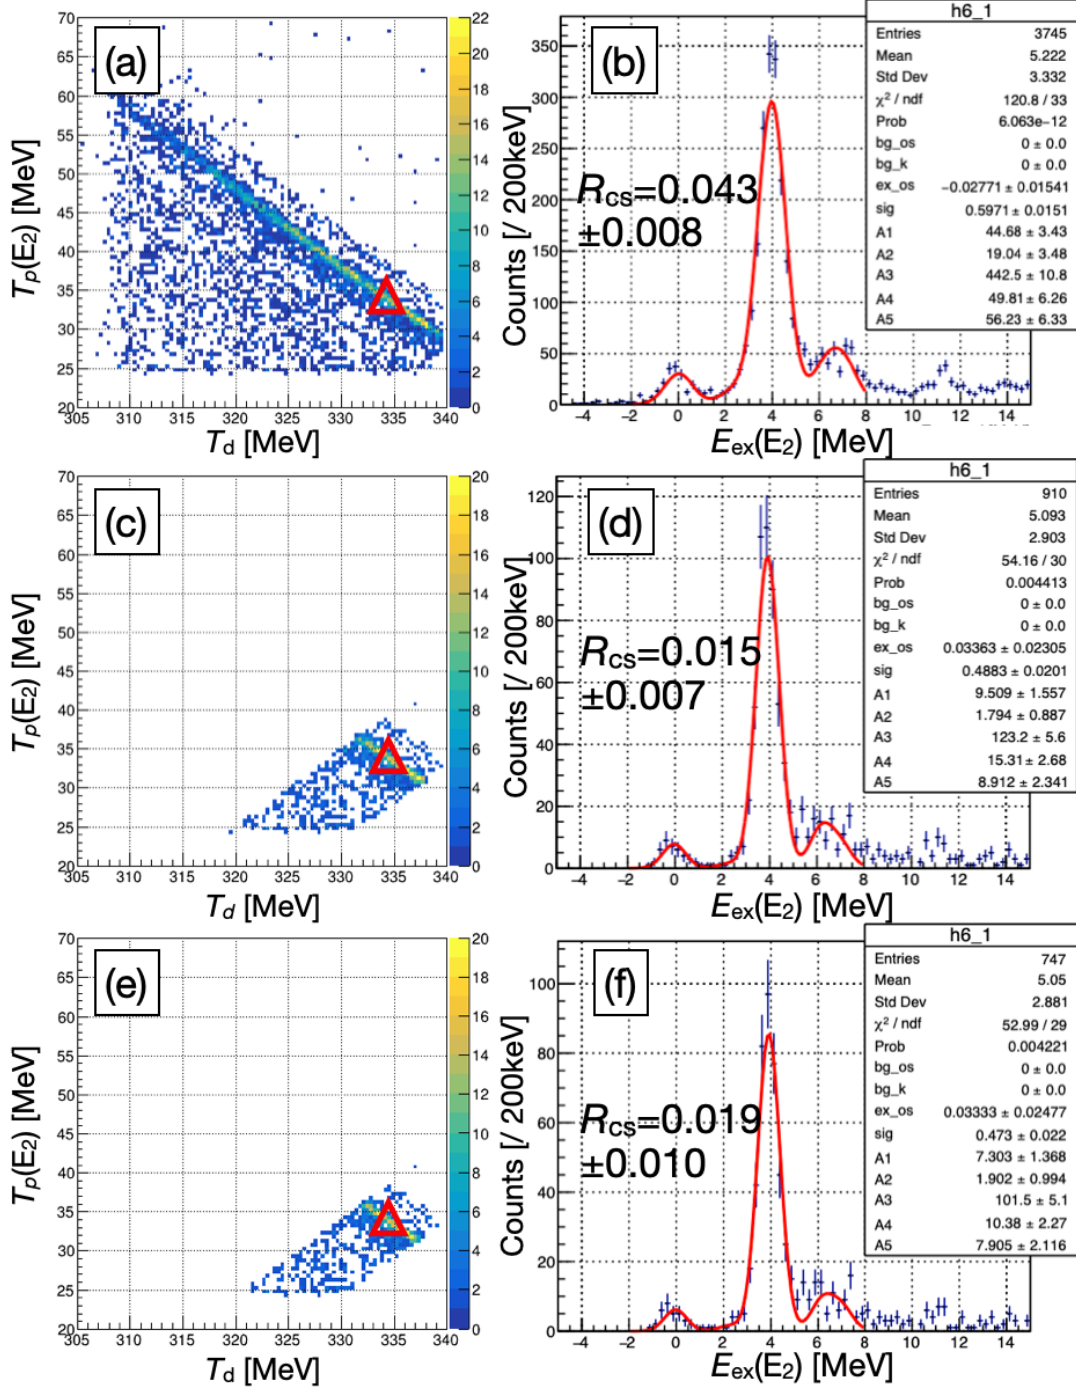 (a)
70
65
60
55
50
45
40
35
30
25
20
305 310 315 320 325 330 335 340
22
20
18
16
14
12
10
8
6
4
2
0
Tp(E2) [MeV]
Td [MeV]
(b)
350
300
250
200
150
100
50
0
Counts [/ 200keV]
Rcs=0.043
±0.008
-4 -2 0 2 4 6 8 10 12 14
Eex(E2) [MeV]
h6_1
Entries 3745
Mean 5.222
Std Dev 3.332
χ² / ndf 120.8 / 33
Prob 6.063e-12
bg_os 0 ± 0.0
bg_k 0 ± 0.0
ex_os -0.02771 ± 0.01541
sig 0.5971 ± 0.0151
A1 44.68 ± 3.43
A2 19.04 ± 3.48
A3 442.5 ± 10.8
A4 49.81 ± 6.26
A5 56.23 ± 6.33
(c)
70
65
60
55
50
45
40
35
30
25
20
305 310 315 320 325 330 335 340
20
18
16
14
12
10
8
6
4
2
0
Tp(E2) [MeV]
Td [MeV]
(d)
120
100
80
60
40
20
0
Counts [/ 200keV]
Rcs=0.015
±0.007
-4 -2 0 2 4 6 8 10 12 14
Eex(E2) [MeV]
h6_1
Entries 910
Mean 5.093
Std Dev 2.903
χ² / ndf 54.16 / 30
Prob 0.004413
bg_os 0 ± 0.0
bg_k 0 ± 0.0
ex_os 0.03363 ± 0.02305
sig 0.4883 ± 0.0201
A1 9.509 ± 1.557
A2 1.794 ± 0.887
A3 123.2 ± 5.6
A4 15.31 ± 2.68
A5 8.912 ± 2.341
(e)
70
65
60
55
50
45
40
35
30
25
20
305 310 315 320 325 330 335 340
20
18
16
14
12
10
8
6
4
2
0
Tp(E2) [MeV]
Td [MeV]
(f)
100
80
60
40
20
0
Counts [/ 200keV]
Rcs=0.019
±0.010
-4 -2 0 2 4 6 8 10 12 14
Eex(E2) [MeV]
h6_1
Entries 747
Mean 5.05
Std Dev 2.881
χ² / ndf 52.99 / 29
Prob 0.004221
bg_os 0 ± 0.0
bg_k 0 ± 0.0
ex_os 0.03333 ± 0.02477
sig 0.473 ± 0.022
A1 7.303 ± 1.368
A2 1.902 ± 0.994
A3 101.5 ± 5.1
A4 10.38 ± 2.27
A5 7.905 ± 2.116